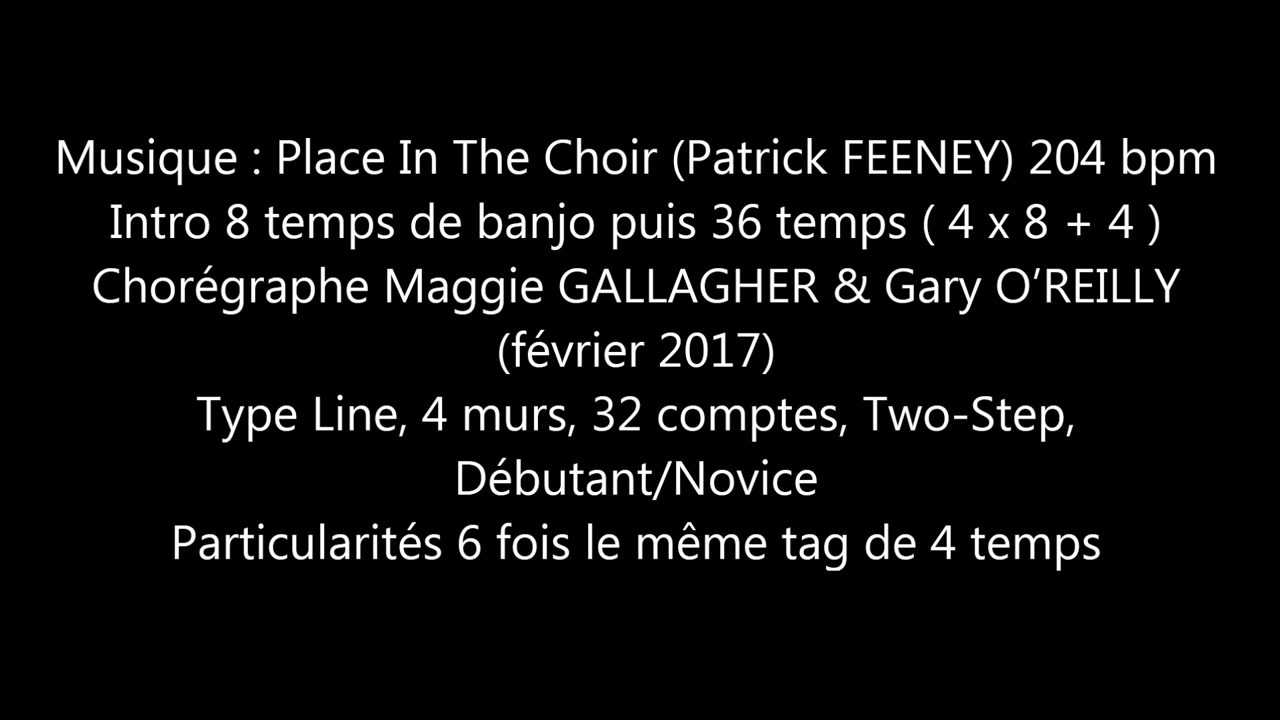 Musique : Place In The Choir (Patrick FEENEY) 204 bpm
Intro 8 temps de banjo puis 36 temps ( 4 x 8 + 4 )
Chorégraphe Maggie GALLAGHER & Gary O’REILLY
(février 2017)
Type Line, 4 murs, 32 comptes, Two-Step,
Débutant/Novice
Particularités 6 fois le même tag de 4 temps